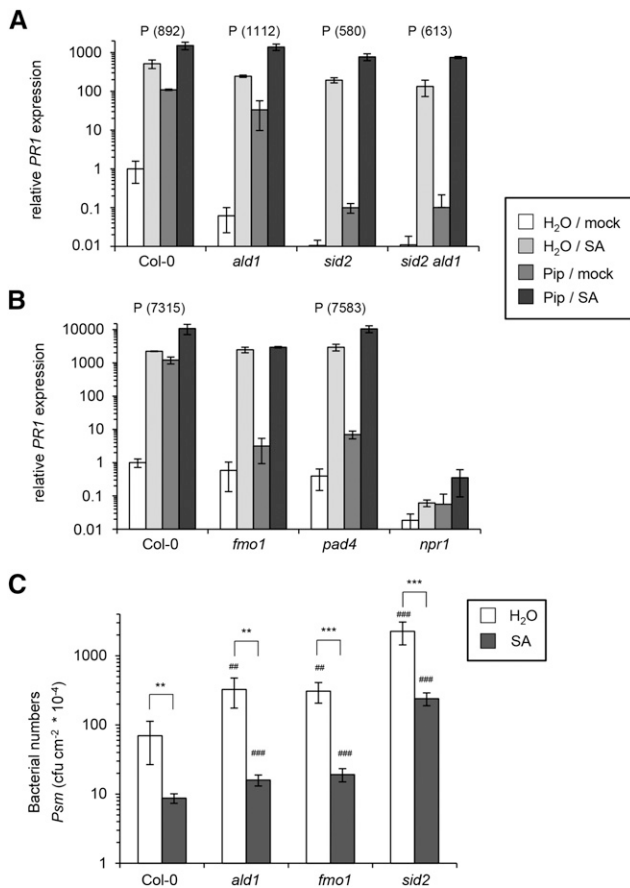 A
P (892) P (1112) P (580) P (613)
relative PR1 expression
1000
100
10
1
0.1
0.01
Col-0 ald1 sid2 sid2 ald1
H₂O / mock
H₂O / SA
Pip / mock
Pip / SA
B
P (7315) P (7583)
relative PR1 expression
10000
1000
100
10
1
0.1
0.01
Col-0 fmo1 pad4 npr1
C
H₂O
SA
Bacterial numbers
Psm (cfu cm⁻² * 10⁻⁴)
1000
100
10
1
** ** *** ***
## ## ###
### ### ###
Col-0 ald1 fmo1 sid2